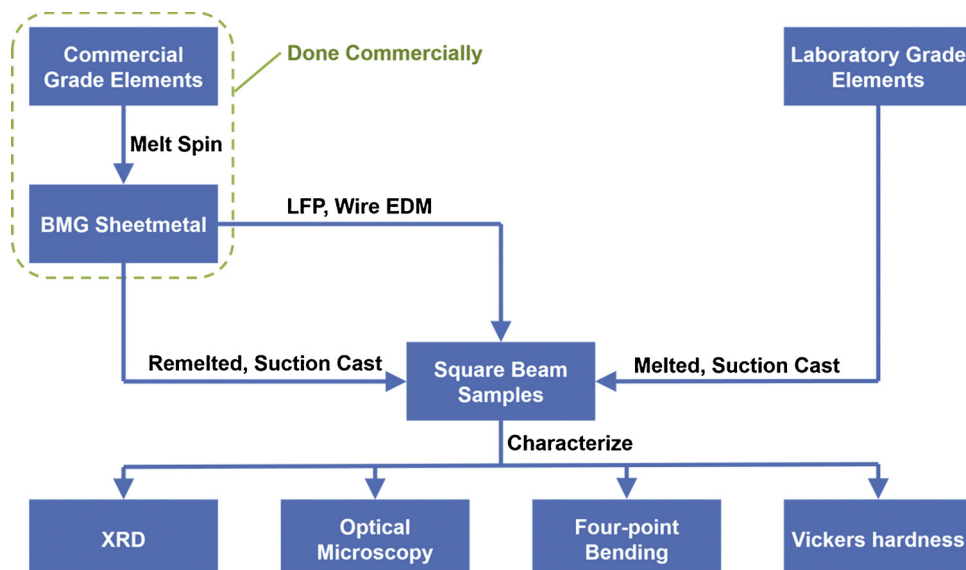 Commercial
Grade Elements
Done Commercially
Laboratory Grade
Elements
Melt Spin
BMG Sheetmetal
LFP, Wire EDM
Remelted, Suction Cast
Square Beam
Samples
Melted, Suction Cast
Characterize
XRD
Optical
Microscopy
Four-point
Bending
Vickers hardness